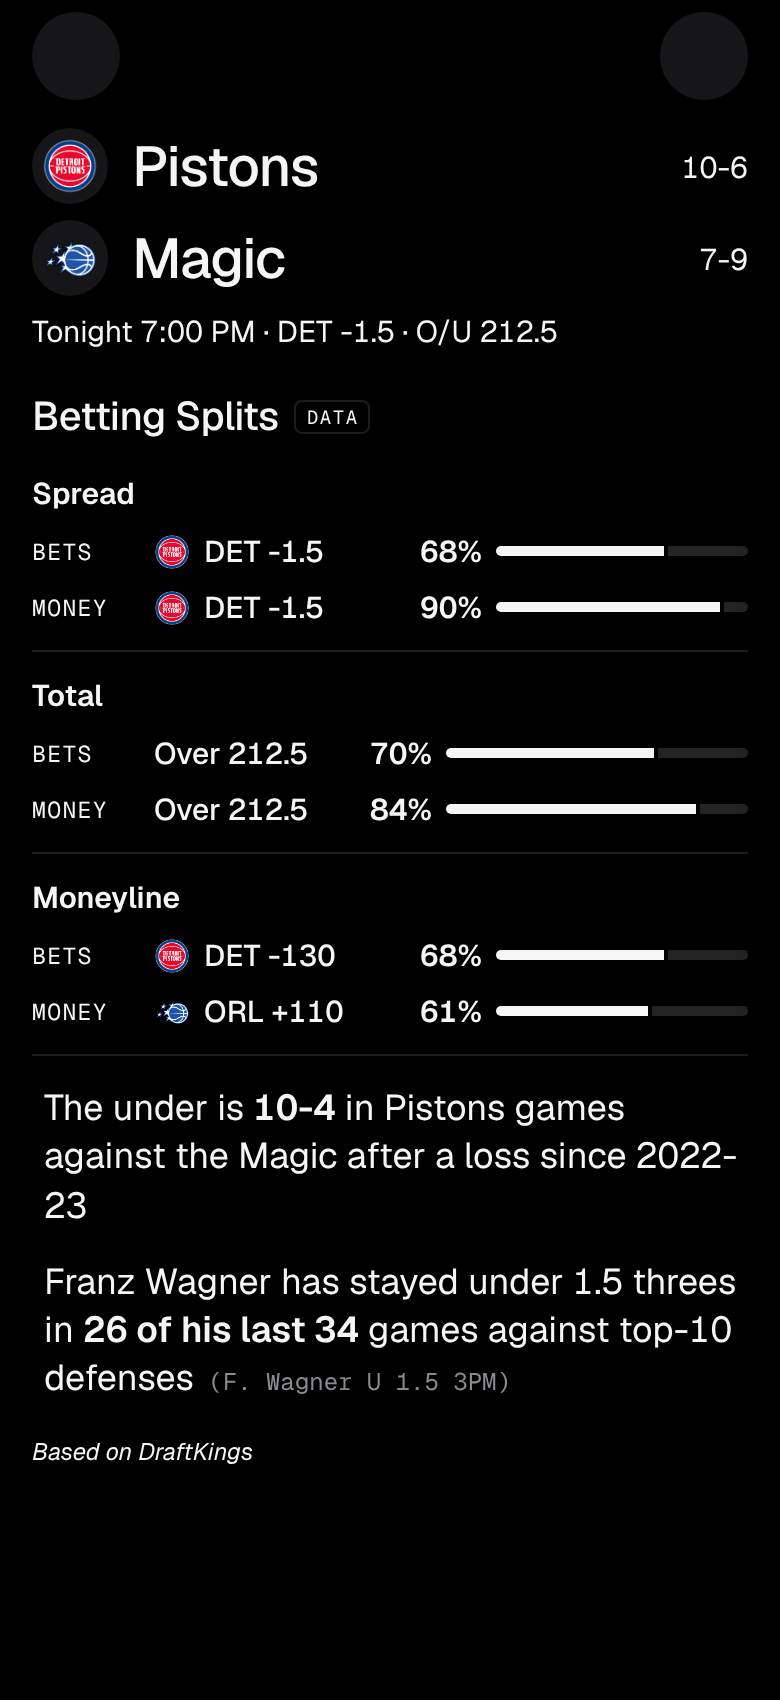 DETROIT PISTONS
Pistons 10-6
Magic 7-9
Tonight 7:00 PM · DET -1.5 · O/U 212.5
Betting Splits DATA
Spread
BETS DET -1.5 68%
MONEY DET -1.5 90%
Total
BETS Over 212.5 70%
MONEY Over 212.5 84%
Moneyline
BETS DET -130 68%
MONEY ORL +110 61%
The under is 10-4 in Pistons games
against the Magic after a loss since 2022-
23
Franz Wagner has stayed under 1.5 threes
in 26 of his last 34 games against top-10
defenses (F. Wagner U 1.5 3PM)
Based on DraftKings